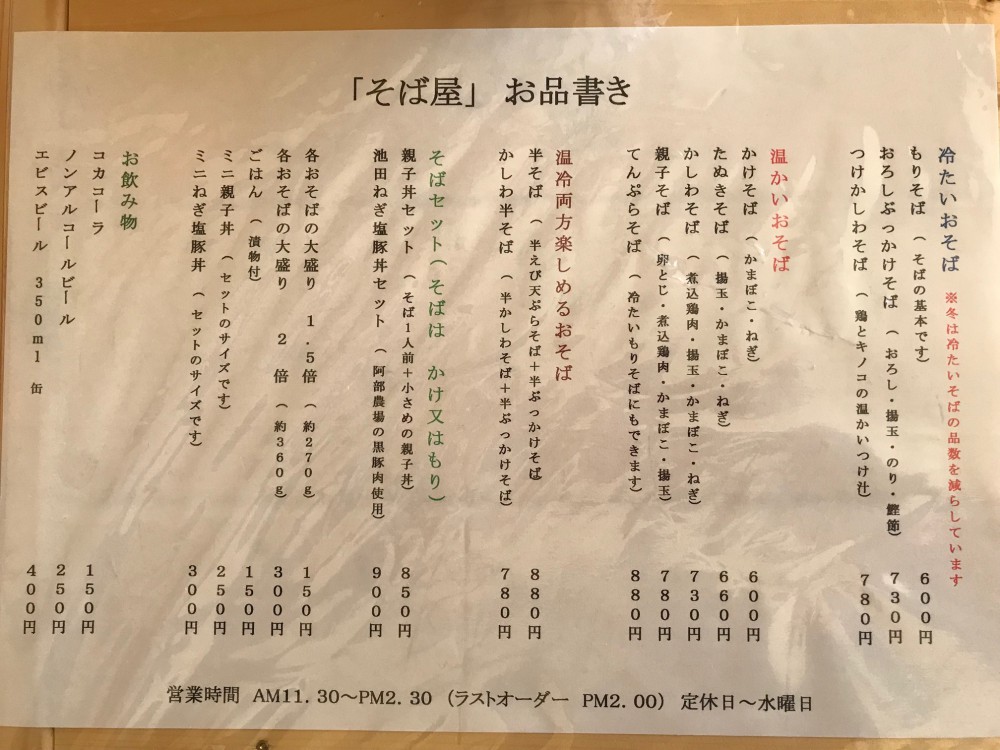 「そば屋」 お品書き
冷たいおそば ※冬は冷たいそばの品数を減らしています
もりそば （そばの基本です） 600円
おろしぶっかけそば （おろし・揚玉・のり・鰹節） 730円
つけかしわそば （鶏とキノコの温かいつけ汁） 780円
温かいおそば
かけそば （かまぼこ・ねぎ） 600円
たぬきそば （揚玉・かまぼこ・ねぎ） 660円
かしわそば （煮込鶏肉・揚玉・かまぼこ・ねぎ） 730円
親子そば （卵とじ・煮込鶏肉・かまぼこ・揚玉） 780円
てんぷらそば （冷たいもりそばにもできます） 880円
温冷両方楽しめるおそば
半そば （半えび天ぷらそば＋半ぶっかけそば） 880円
かしわ半そば （半かしわそば＋半ぶっかけそば） 780円
そばセット（そばは かけ又はもり）
親子丼セット （そば1人前＋小さめの親子丼） 850円
池田ねぎ塩豚丼セット （阿部農場の黒豚肉使用） 900円
各おそばの大盛り 1.5倍 （約270g） 150円
各おそばの大盛り 2倍 （約360g） 300円
ごはん （漬物付） 150円
ミニ親子丼 （セットのサイズです） 250円
ミニねぎ塩豚丼 （セットのサイズです） 300円
お飲み物
コカコーラ 150円
ノンアルコールビール 250円
エビスビール 350ml 缶 400円
営業時間 AM11.30～PM2.30 （ラストオーダー PM2.00） 定休日～水曜日